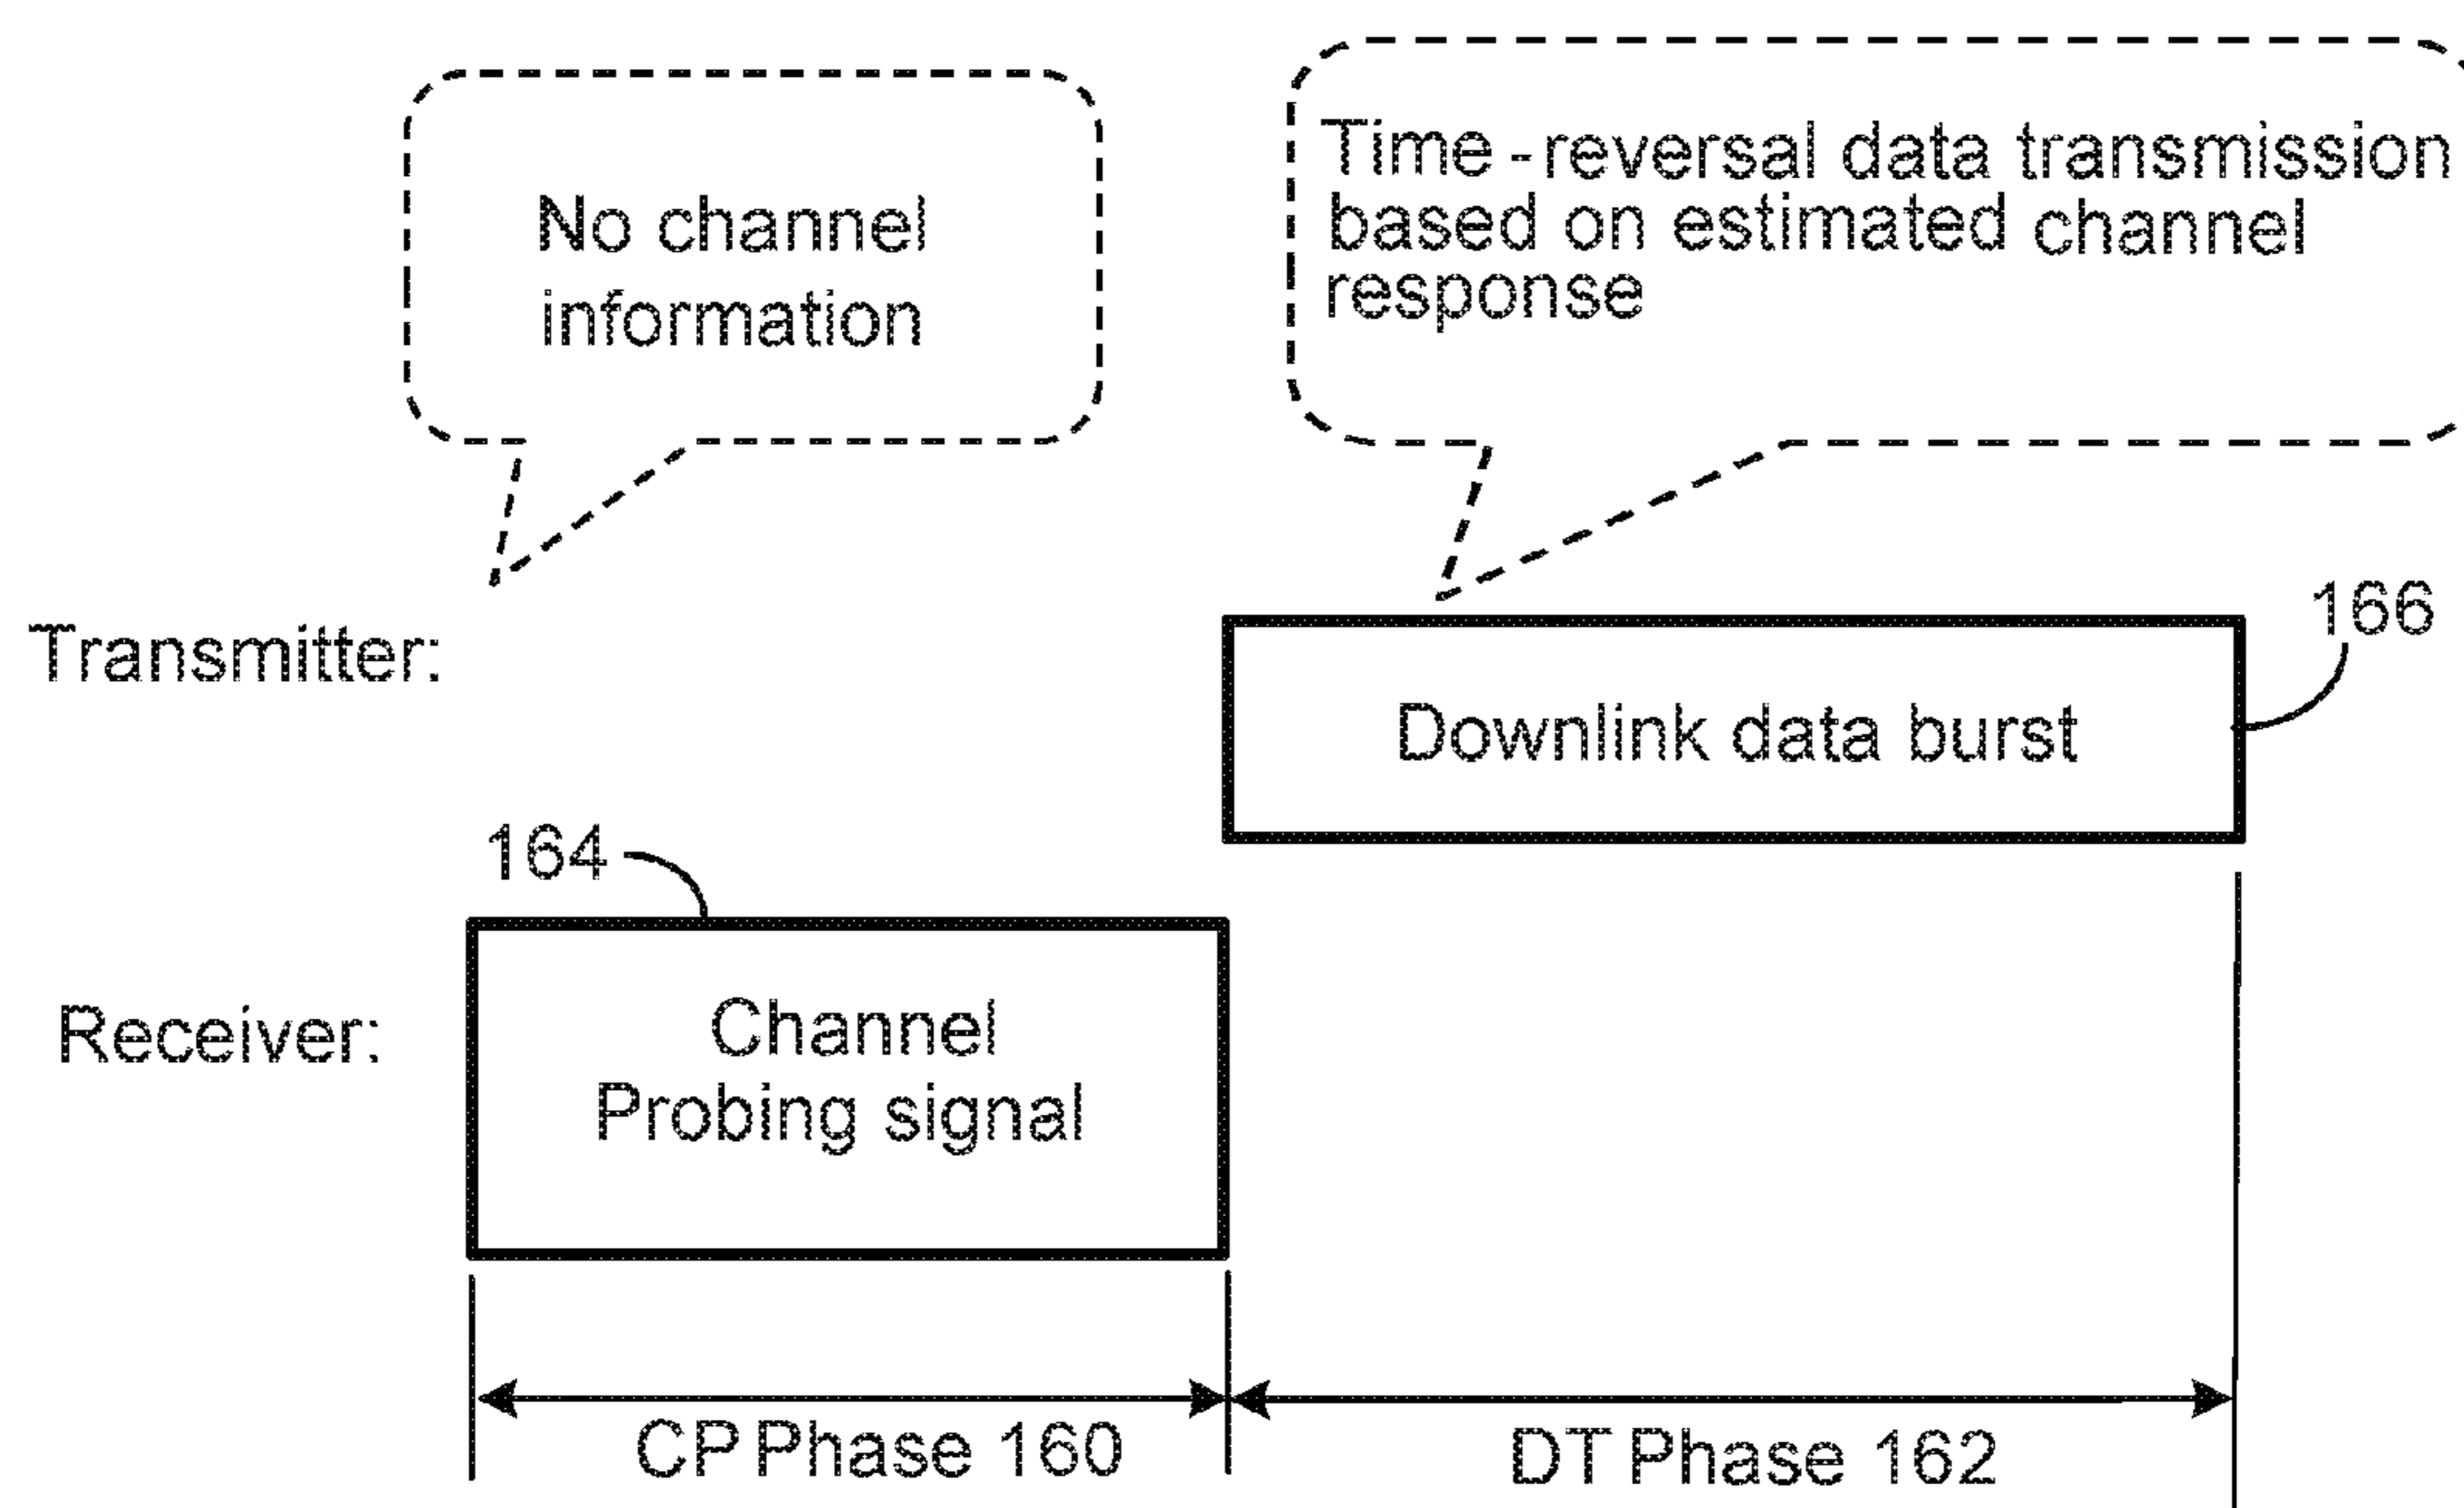 No channel
information
Time-reversal data transmission
based on estimated channel
response
Transmitter:
166
Downlink data burst
164
Receiver:
Channel
Probing signal
CP Phase 160
DT Phase 162